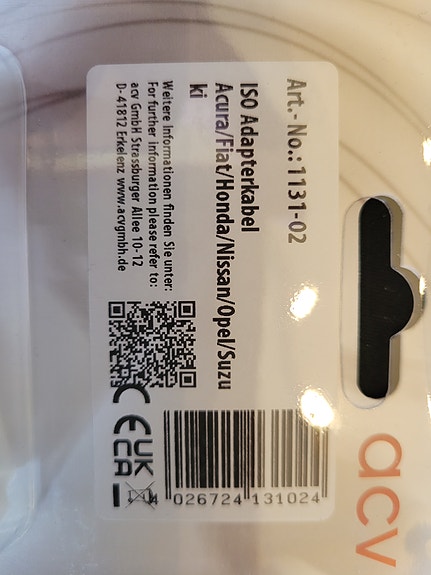 Art.-No.: 1131-02
ISO Adapterkabel
Acura/Fiat/Honda/Nissan/Opel/Suzu
ki
Weitere Informationen finden Sie unter:
For further information please refer to:
acv GmbH Strassburger Allee 10-12
D- 41812 Erkelenz www.acvgmbh.de
CE
UK
CA
4 026724 131024
acv